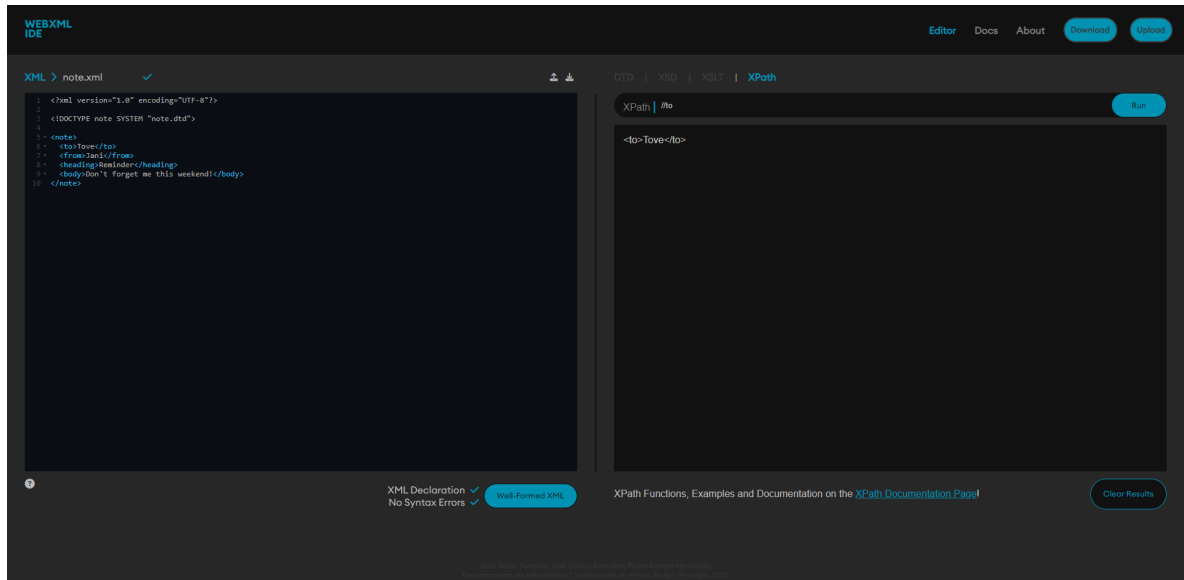 WEBXML
IDE
Editor Docs About Download Upload
XML > note.xml
DTD | XSD | XSLT | XPath
1 <?xml version="1.0" encoding="UTF-8"?>
2
3 <!DOCTYPE note SYSTEM "note.dtd">
4
5 <note>
6 <to>Tove</to>
7 <from>Jani</from>
8 <heading>Reminder</heading>
9 <body>Don't forget me this weekend!</body>
10 </note>
XPath //to Run
<to>Tove</to>
?
XML Declaration
No Syntax Errors
Well-Formed XML
XPath Functions, Examples and Documentation on the XPath Documentation Page!
Clear Results